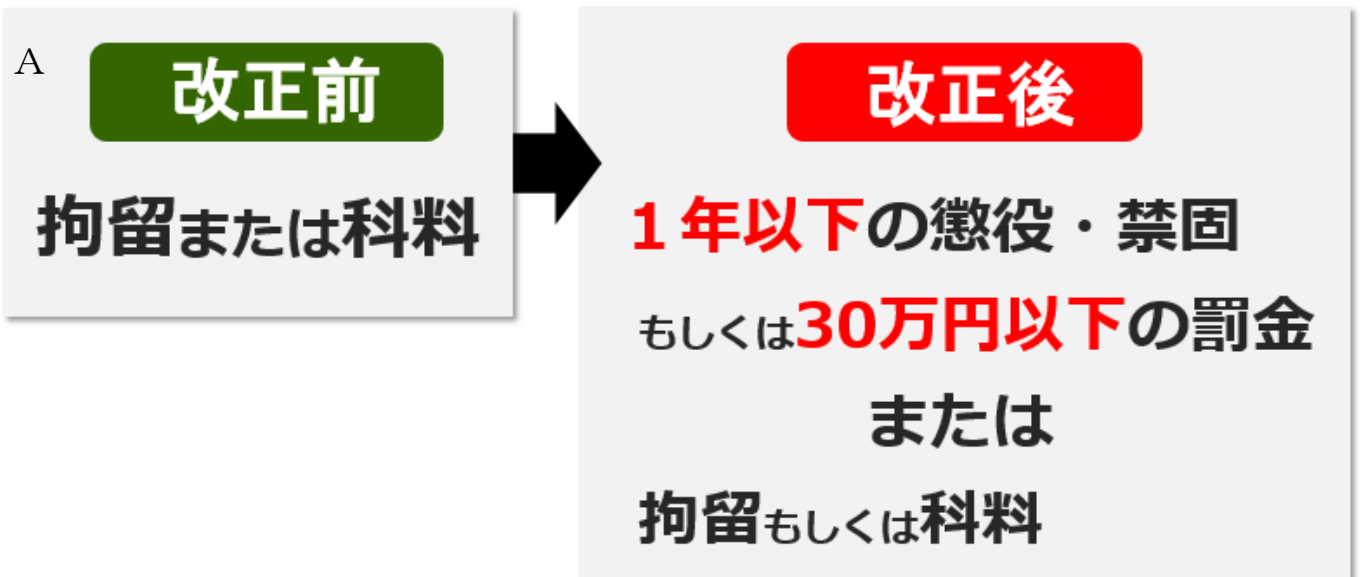 A
改正前
拘留または科料
改正後
１年以下の懲役・禁固
もしくは30万円以下の罰金
または
拘留もしくは科料